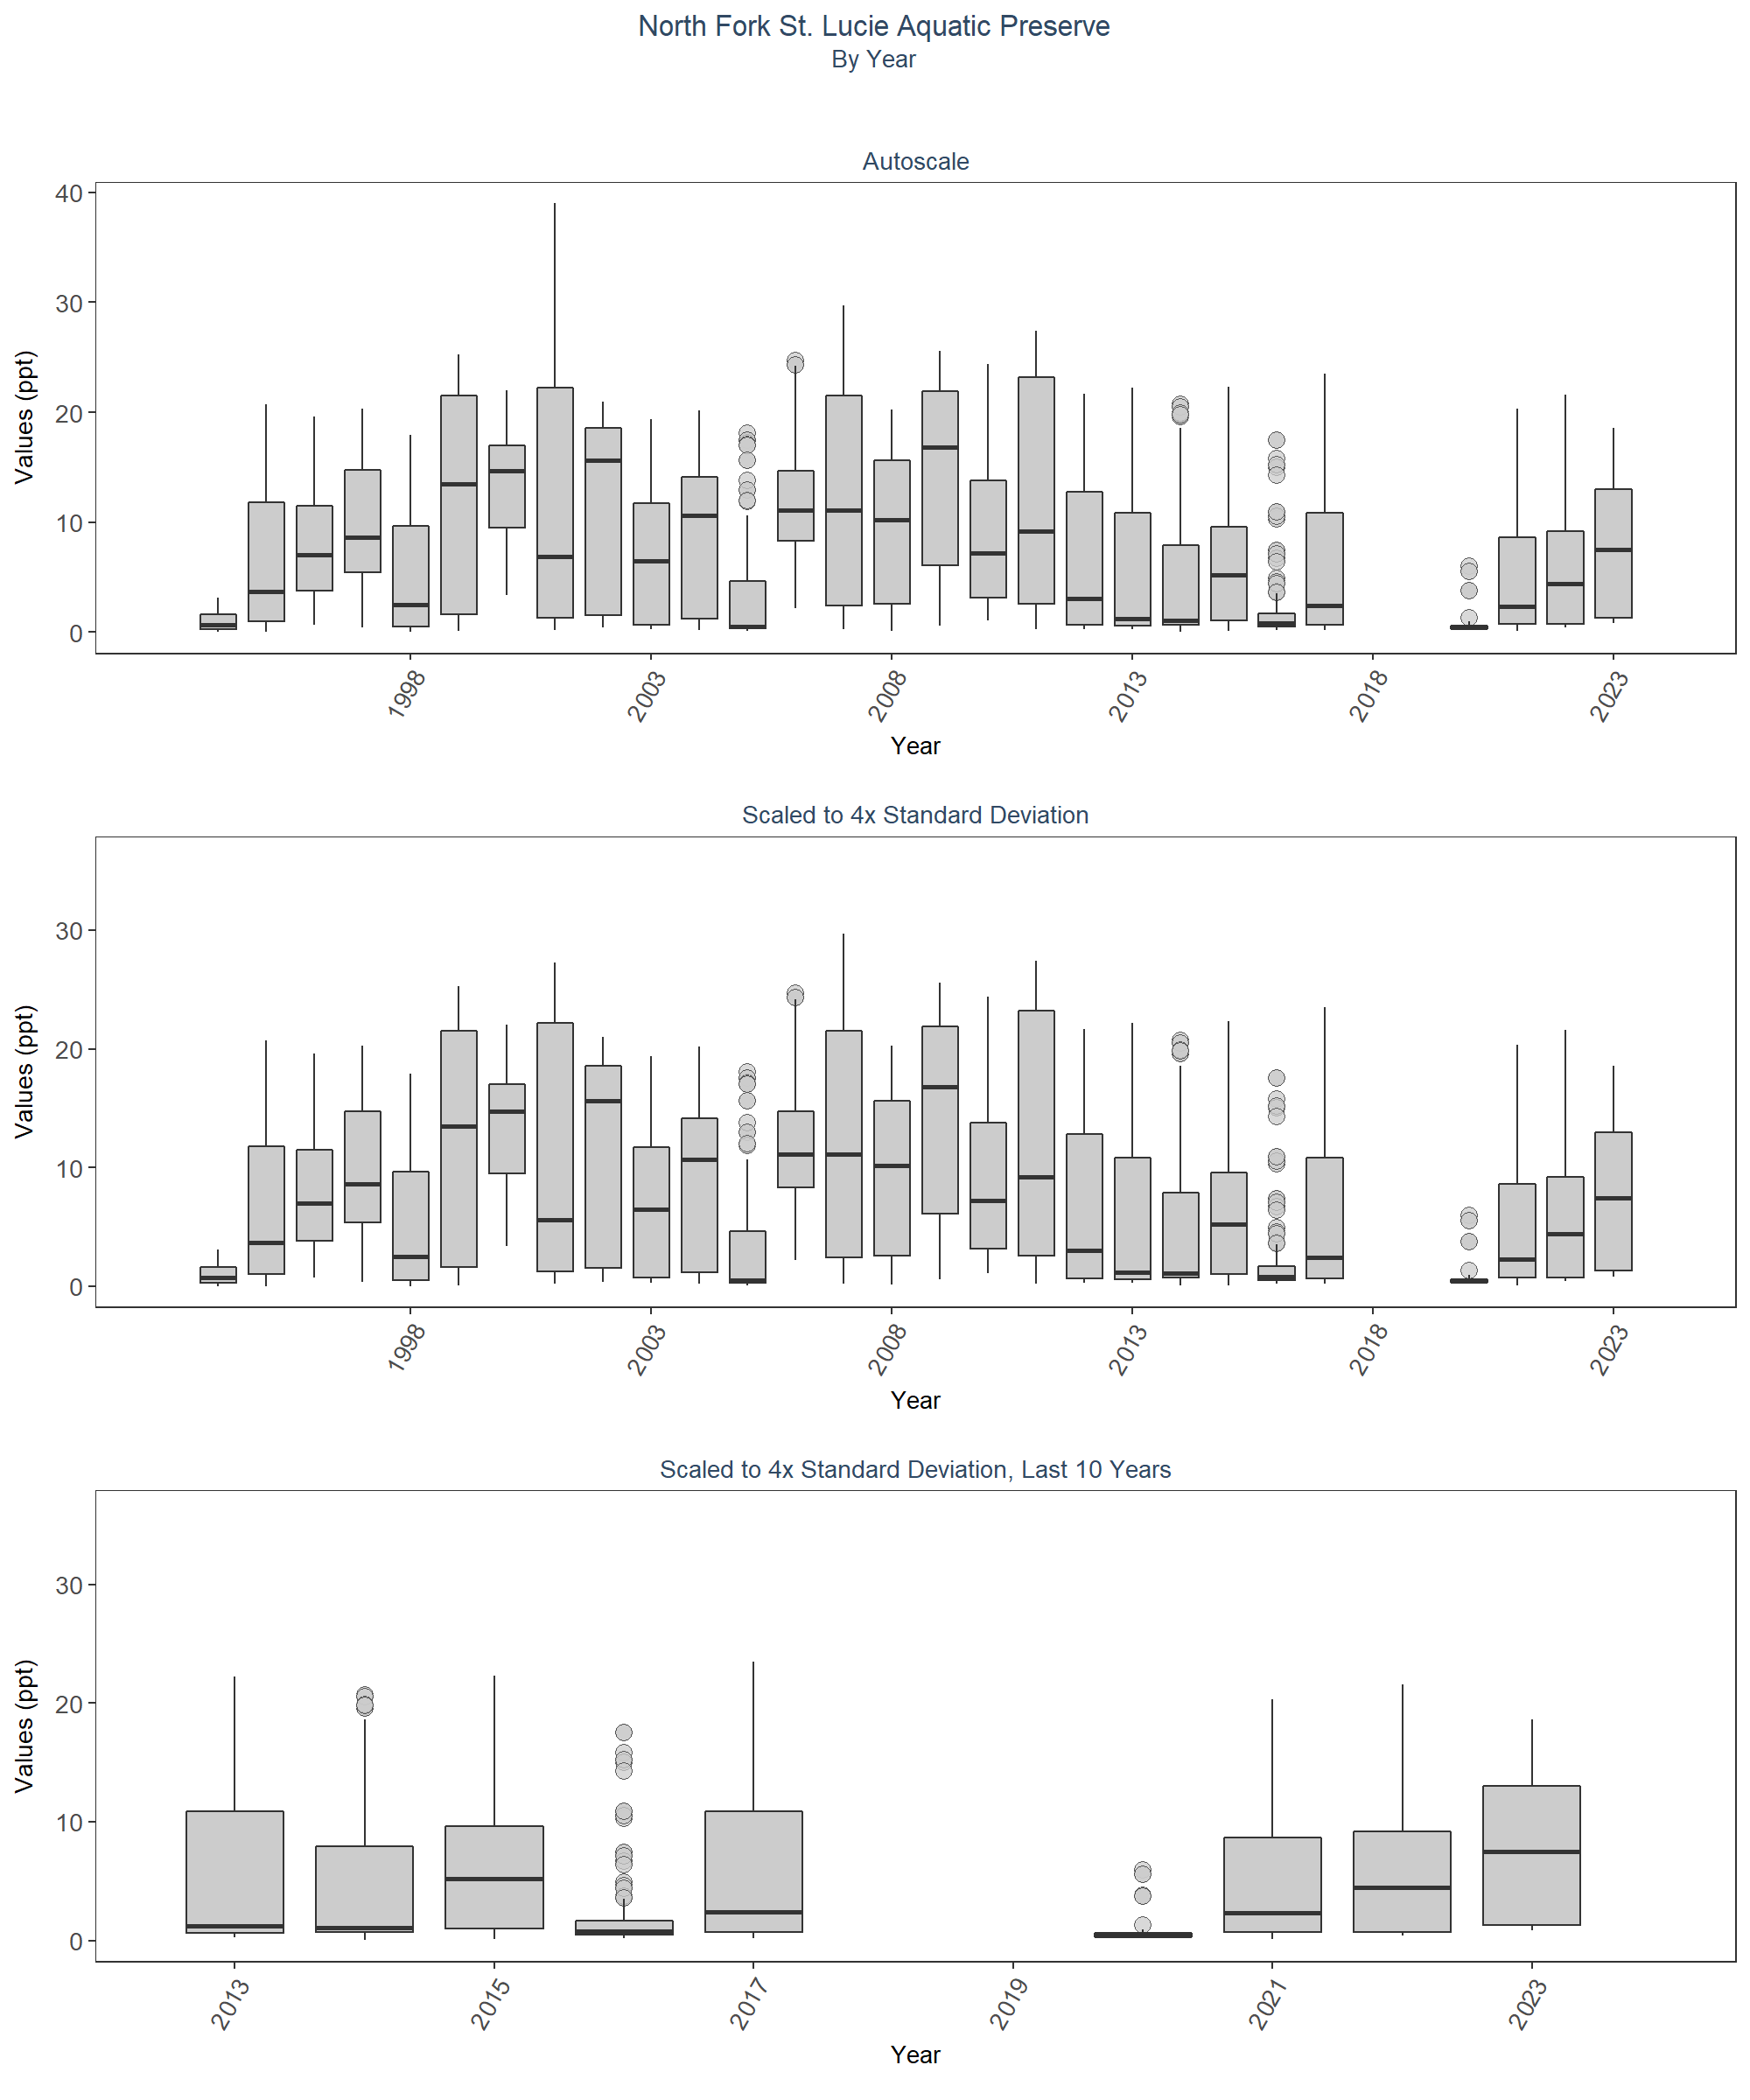 North Fork St. Lucie Aquatic Preserve
By Year
Autoscale
Values (ppt)
40
30
20
10
0
1998 2003 2008 2013 2018 2023
Year
Scaled to 4x Standard Deviation
Values (ppt)
30
20
10
0
1998 2003 2008 2013 2018 2023
Year
Scaled to 4x Standard Deviation, Last 10 Years
Values (ppt)
30
20
10
0
2013 2015 2017 2019 2021 2023
Year